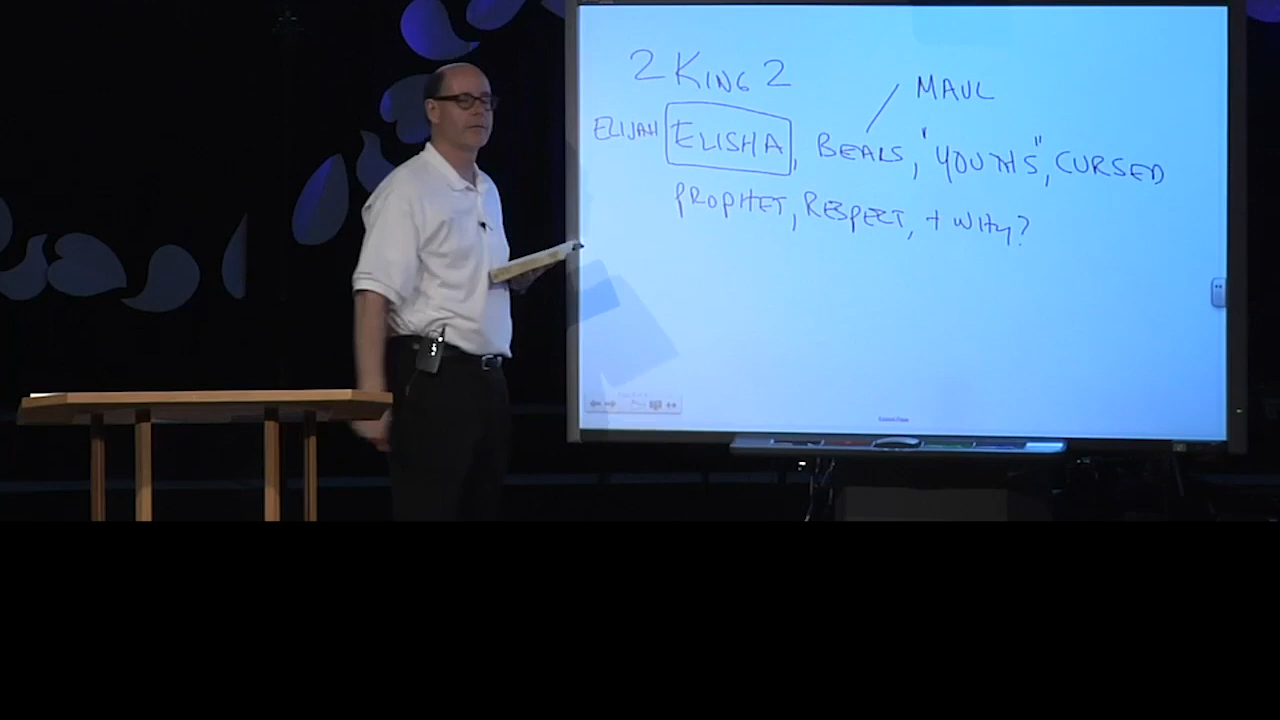 2 KING 2
MAUL
ELIJAH ELISHA, BEARS, "YOUTHS", CURSED
PROPHET, RESPECT, + WHY?